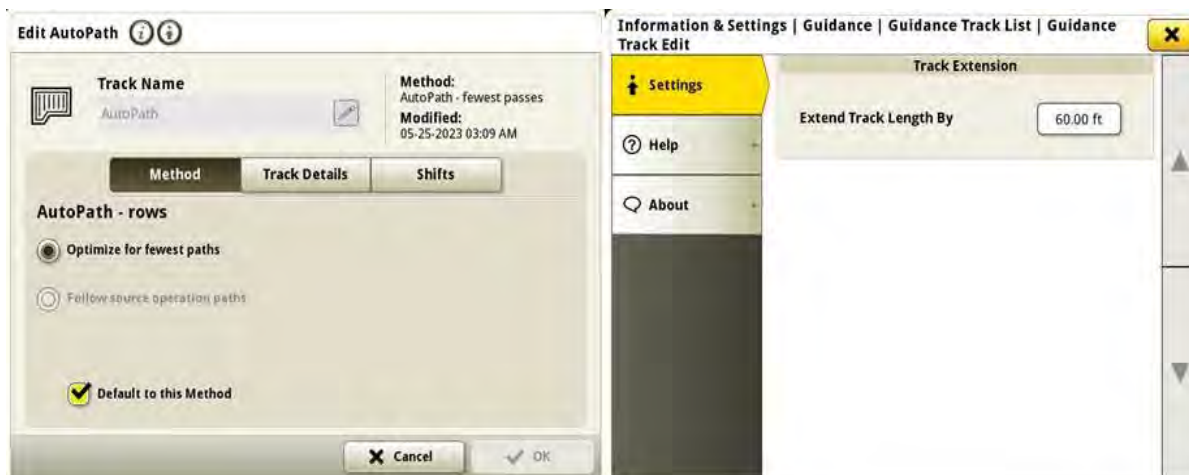 Edit AutoPath
Track Name
AutoPath
Method:
AutoPath - fewest passes
Modified:
05-25-2023 03:09 AM
Method
Track Details
Shifts
AutoPath - rows
Optimize for fewest paths
Follow source operation paths
Default to this Method
Cancel
OK
Information & Settings | Guidance | Guidance Track List | Guidance
Track Edit
Settings
Help
About
Track Extension
Extend Track Length By
60.00 ft